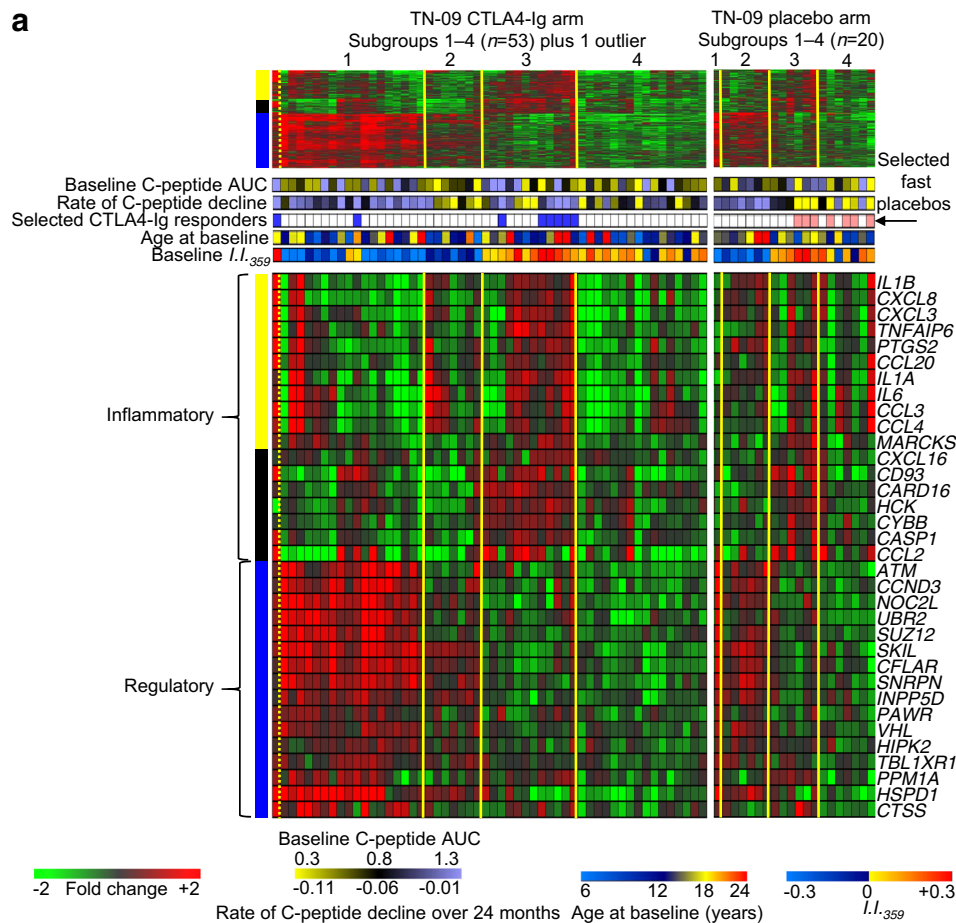 a
TN-09 CTLA4-Ig arm
Subgroups 1–4 (n=53) plus 1 outlier
1 2 3 4
TN-09 placebo arm
Subgroups 1–4 (n=20)
1 2 3 4
Selected
fast
placebos
Baseline C-peptide AUC
Rate of C-peptide decline
Selected CTLA4-Ig responders
Age at baseline
Baseline I.I.359
Inflammatory
Regulatory
IL1B
CXCL8
CXCL3
TNFAIP6
PTGS2
CCL20
IL1A
IL6
CCL3
CCL4
MARCKS
CXCL16
CD93
CARD16
HCK
CYBB
CASP1
CCL2
ATM
CCND3
NOC2L
UBR2
SUZ12
SKIL
CFLAR
SNRPN
INPP5D
PAWR
VHL
HIPK2
TBL1XR1
PPM1A
HSPD1
CTSS
-2 Fold change +2
Baseline C-peptide AUC
0.3 0.8 1.3
-0.11 -0.06 -0.01
Rate of C-peptide decline over 24 months
6 12 18 24
Age at baseline (years)
-0.3 0 +0.3
I.I.359